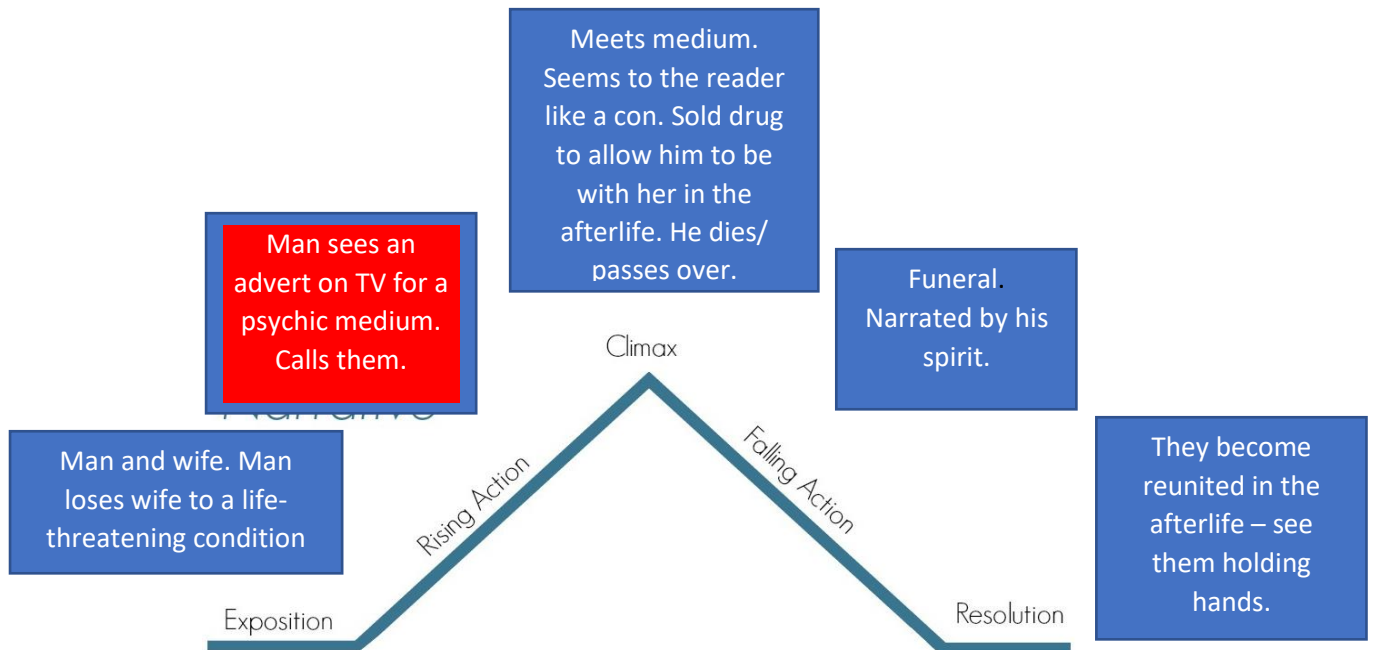 Meets medium.
Seems to the reader
like a con. Sold drug
to allow him to be
with her in the
afterlife. He dies/
passes over.
Man sees an
advert on TV for a
psychic medium.
Calls them.
Funeral.
Narrated by his
spirit.
Climax
Man and wife. Man
loses wife to a life-
threatening condition
They become
reunited in the
afterlife – see
them holding
hands.
Rising Action
Falling Action
Exposition
Resolution